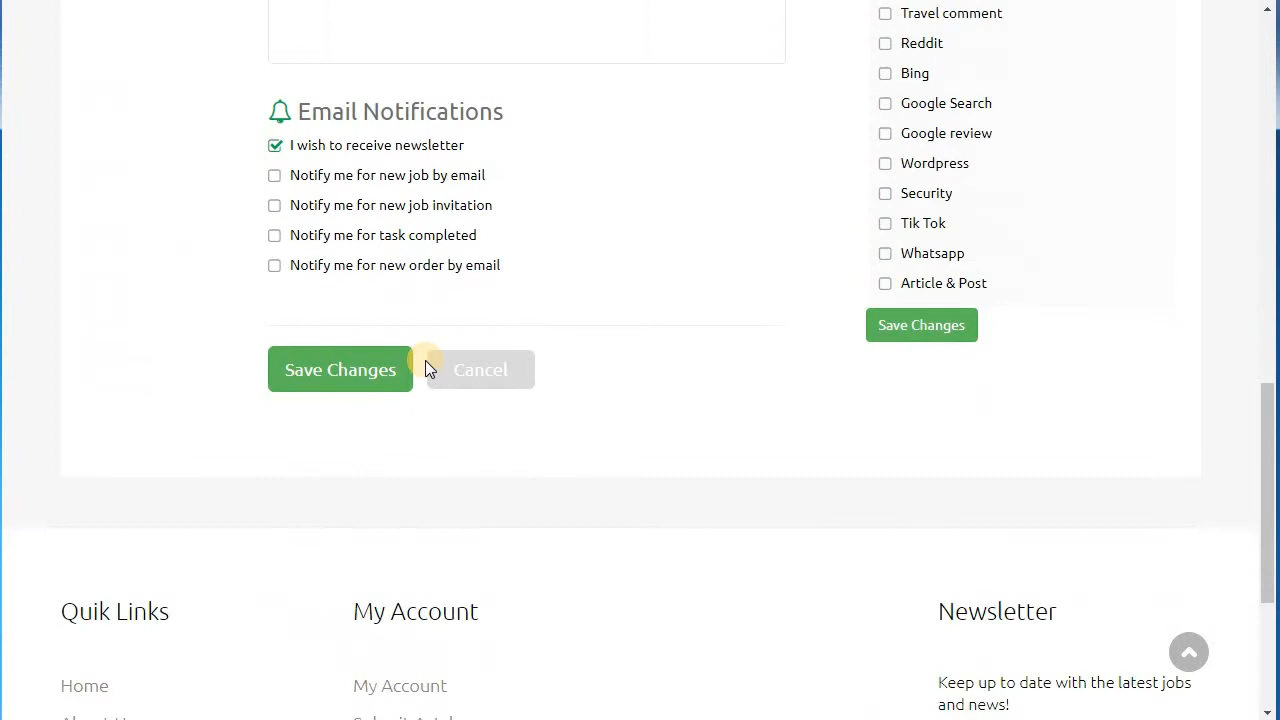 Travel comment
Reddit
Bing
Google Search
Google review
Wordpress
Security
Tik Tok
Whatsapp
Article & Post
Save Changes
Email Notifications
I wish to receive newsletter
Notify me for new job by email
Notify me for new job invitation
Notify me for task completed
Notify me for new order by email
Save Changes
Cancel
Quik Links
My Account
Newsletter
Home
My Account
Keep up to date with the latest jobs
and news!